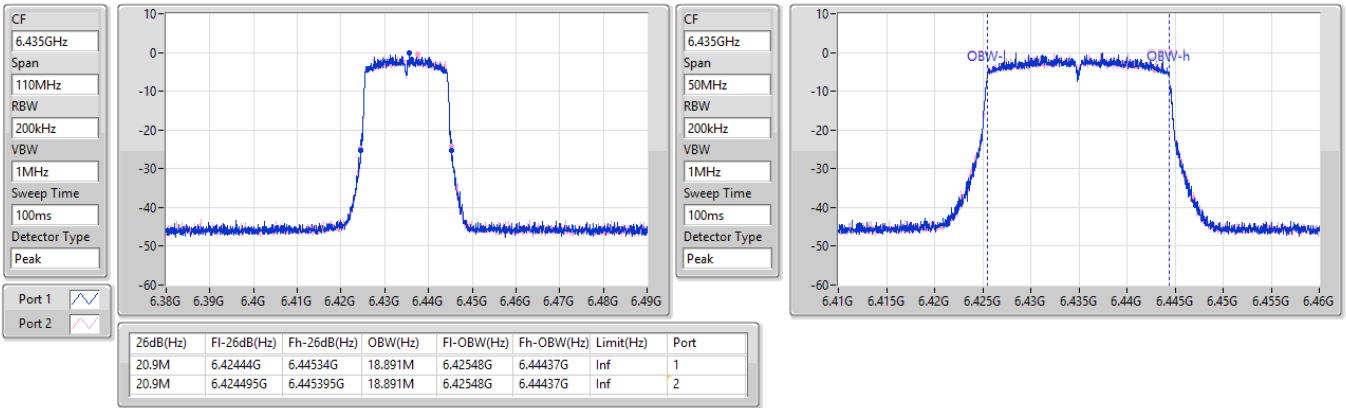 CF
6.435GHz
Span
110MHz
RBW
200kHz
VBW
1MHz
Sweep Time
100ms
Detector Type
Peak
Port 1
Port 2
10-
0-
-10-
-20-
-30-
-40-
-50-
-60-
6.38G 6.39G 6.4G 6.41G 6.42G 6.43G 6.44G 6.45G 6.46G 6.47G 6.48G 6.49G
CF
6.435GHz
Span
50MHz
RBW
200kHz
VBW
1MHz
Sweep Time
100ms
Detector Type
Peak
10-
0-
-10-
-20-
-30-
-40-
-50-
-60-
OBW-l OBW-h
6.41G 6.415G 6.42G 6.425G 6.43G 6.435G 6.44G 6.445G 6.45G 6.455G 6.46G
26dB(Hz) Fl-26dB(Hz) Fh-26dB(Hz) OBW(Hz) Fl-OBW(Hz) Fh-OBW(Hz) Limit(Hz) Port
20.9M 6.42444G 6.44534G 18.891M 6.42548G 6.44437G Inf 1
20.9M 6.424495G 6.445395G 18.891M 6.42548G 6.44437G Inf 2